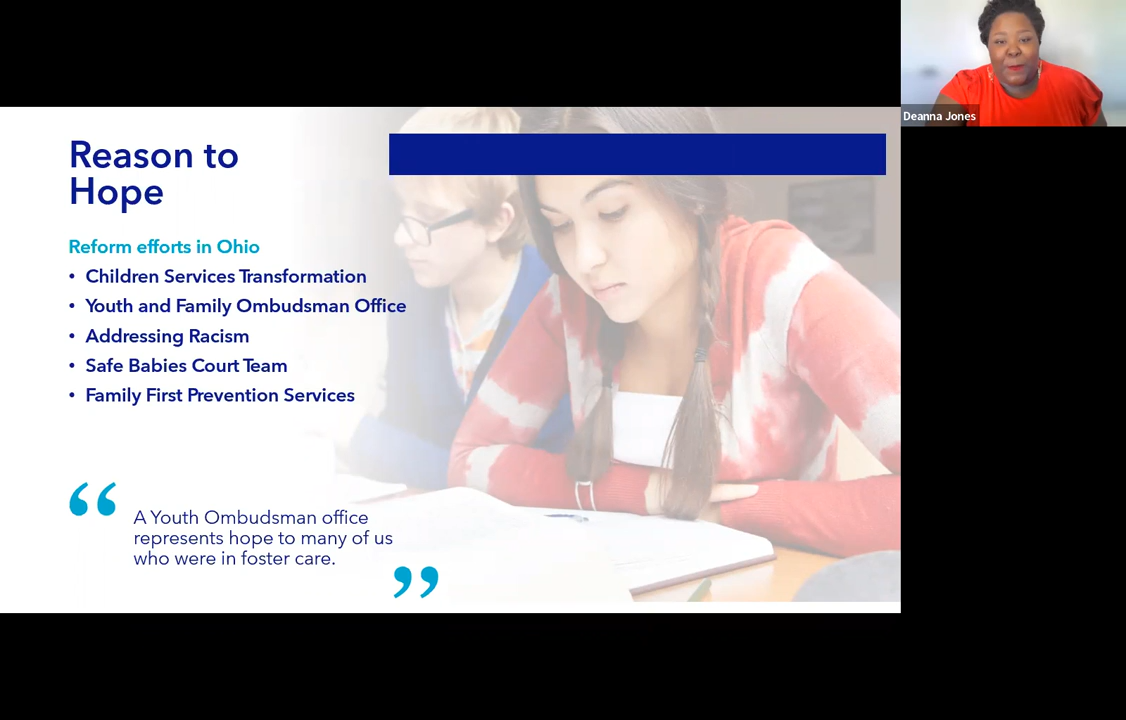 Reason to
Hope
Reform efforts in Ohio
• Children Services Transformation
• Youth and Family Ombudsman Office
• Addressing Racism
• Safe Babies Court Team
• Family First Prevention Services
“
A Youth Ombudsman office
represents hope to many of us
who were in foster care.
”
Deanna Jones